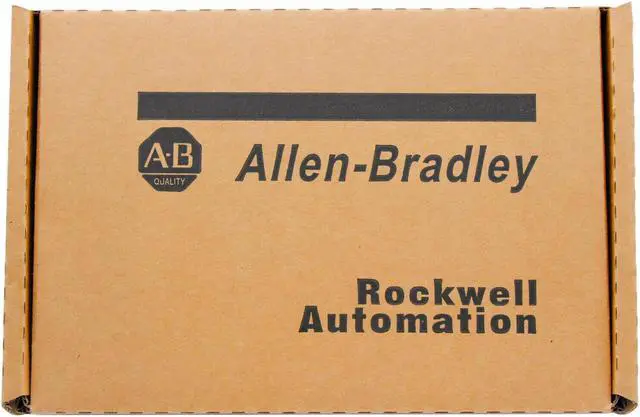 A·B
QUALITY
Allen-Bradley
Rockwell
Automation